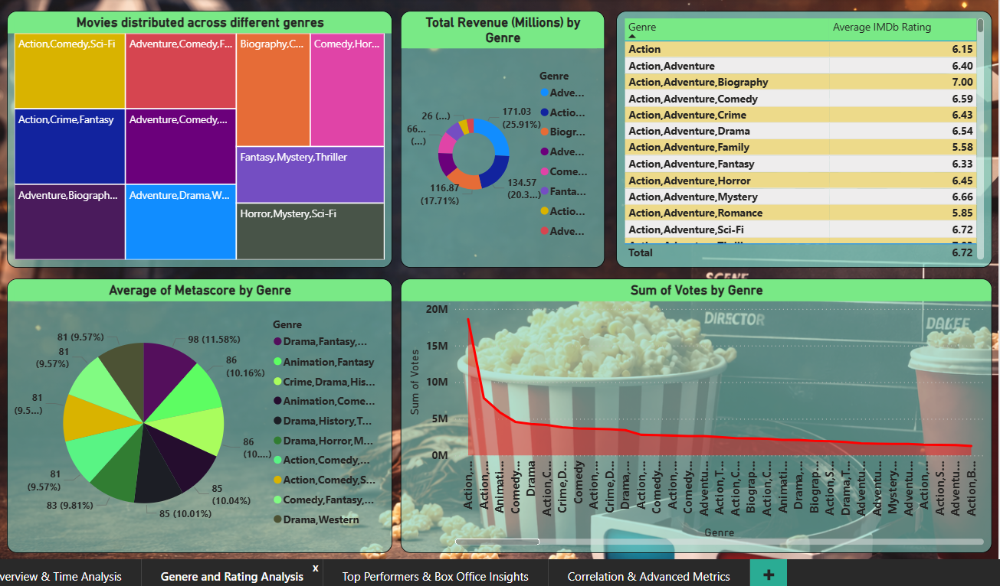 Movies distributed across different genres
Action,Comedy,Sci-Fi
Adventure,Comedy,F...
Biography,C...
Comedy,Hor...
Action,Crime,Fantasy
Adventure,Comedy,...
Fantasy,Mystery,Thriller
Adventure,Biograph...
Adventure,Drama,W...
Horror,Mystery,Sci-Fi
Total Revenue (Millions) by
Genre
Genre
Adve...
Actio...
Biogr...
Adve...
Come...
Fanta...
Actio...
Adve...
171.03
(25.91%)
134.57
(20.3...)
116.87
(17.71%)
66...
(...)
26 (...)
Genre Average IMDb Rating
Action 6.15
Action,Adventure 6.40
Action,Adventure,Biography 7.00
Action,Adventure,Comedy 6.59
Action,Adventure,Crime 6.43
Action,Adventure,Drama 6.54
Action,Adventure,Family 5.58
Action,Adventure,Fantasy 6.33
Action,Adventure,Horror 6.45
Action,Adventure,Mystery 6.66
Action,Adventure,Romance 5.85
Action,Adventure,Sci-Fi 6.72
Total 6.72
SCENE
Average of Metascore by Genre
98 (11.58%)
86
(10.16%)
86
(10....)
85
(10.04%)
85 (10.01%)
83 (9.81%)
81
(9.57%)
81
(9.5...)
81
(9.57%)
81 (9.57%)
Genre
Drama,Fantasy,...
Animation,Fantasy
Crime,Drama,His...
Animation,Come...
Drama,History,T...
Drama,Horror,M...
Action,Comedy,...
Action,Comedy,S...
Comedy,Fantasy,...
Drama,Western
Sum of Votes by Genre
DIRECTOR
Sum of Votes
20M
15M
10M
5M
0M
Action,...
Action,...
Animati...
Comedy...
Drama
Action,C...
Crime,D...
Comedy
Action,...
Crime,D...
Drama,...
Action,...
Comedy...
Action,...
Comedy...
Adventu...
Action,T...
Action,C...
Biograp...
Action,C...
Animati...
Drama,...
Biograp...
Action,S...
Drama,T...
Adventu...
Adventu...
Mystery...
Adventu...
Action,...
Action,S...
Adventu...
Action,B...
Genre
verview & Time Analysis
Genere and Rating Analysis x
Top Performers & Box Office Insights
Correlation & Advanced Metrics
+